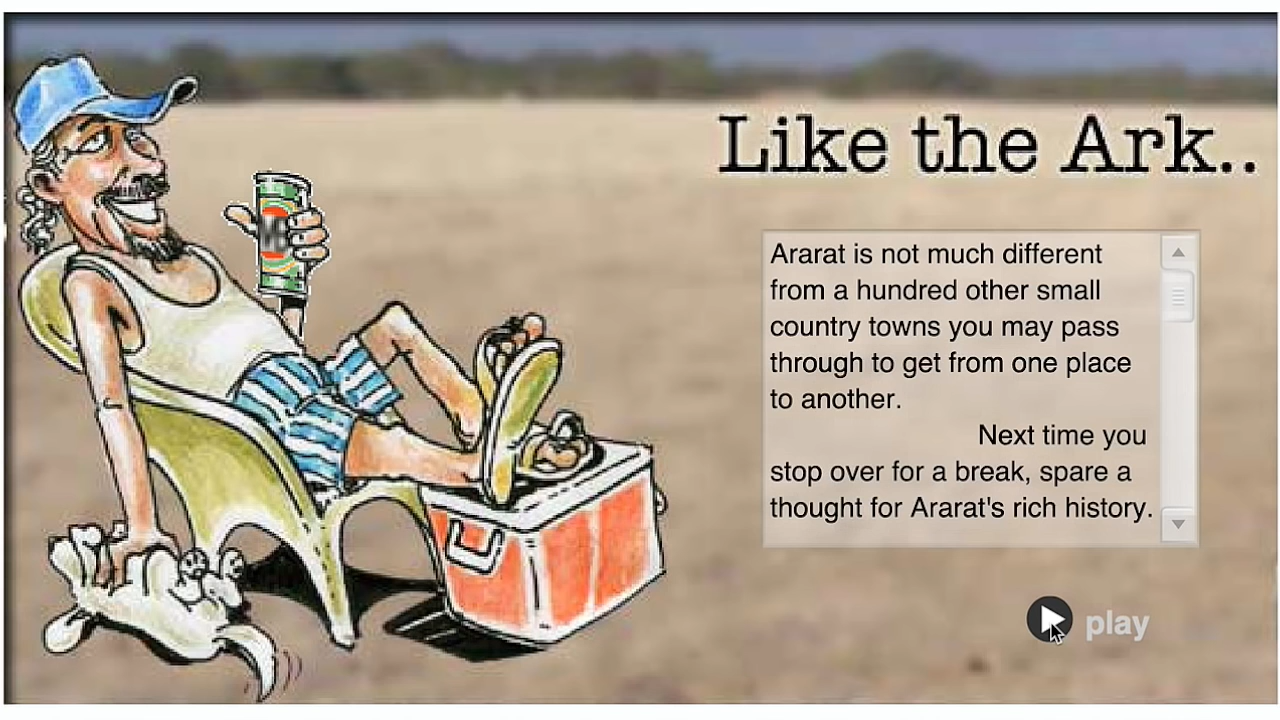 Like the Ark..
Ararat is not much different
from a hundred other small
country towns you may pass
through to get from one place
to another.
Next time you
stop over for a break, spare a
thought for Ararat's rich history.
play